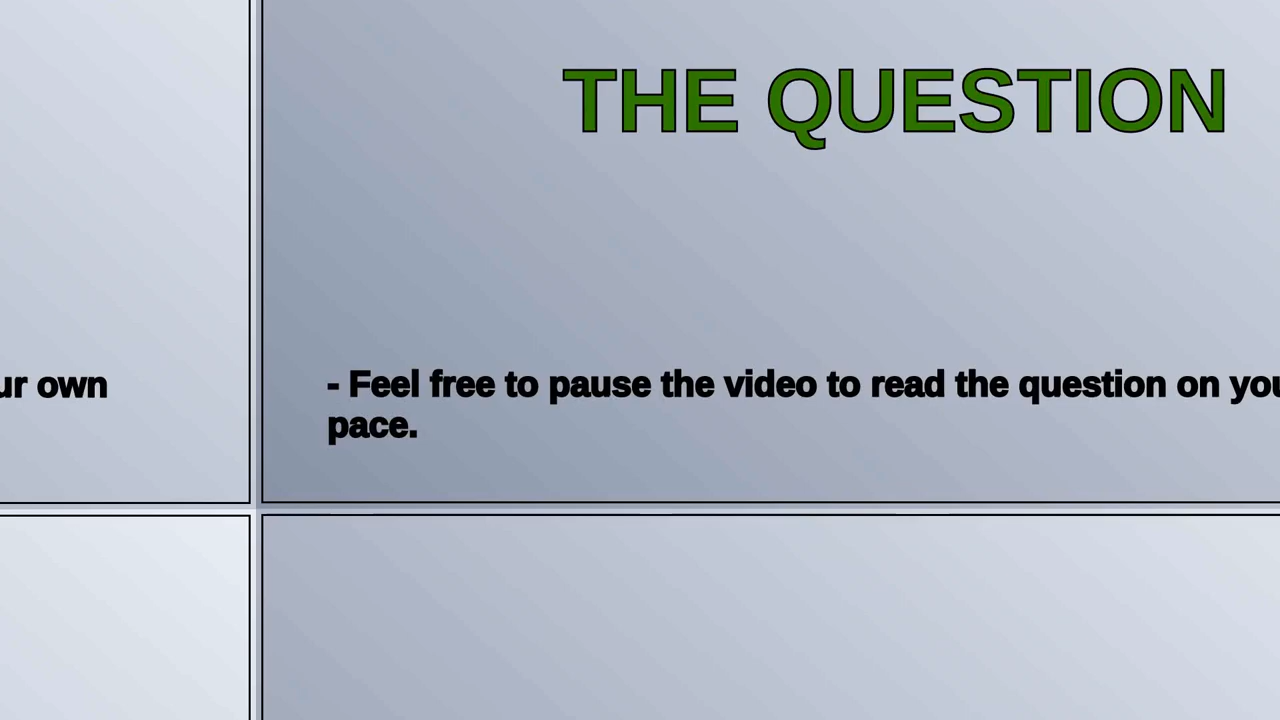 THE QUESTION
ur own
- Feel free to pause the video to read the question on you
pace.